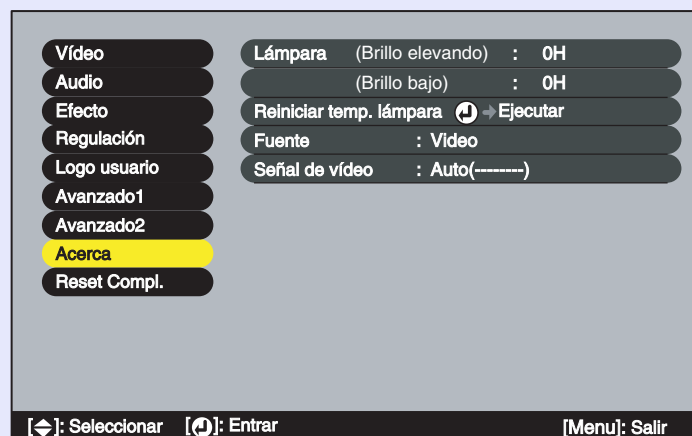 Vídeo
Audio
Efecto
Regulación
Logo usuario
Avanzado1
Avanzado2
Acerca
Reset Compl.
Lámpara (Brillo elevando) : 0H
(Brillo bajo) : 0H
Reiniciar temp. lámpara Ejecutar
Fuente : Video
Señal de vídeo : Auto(--------)
[ ]: Seleccionar [ ]: Entrar [Menu]: Salir